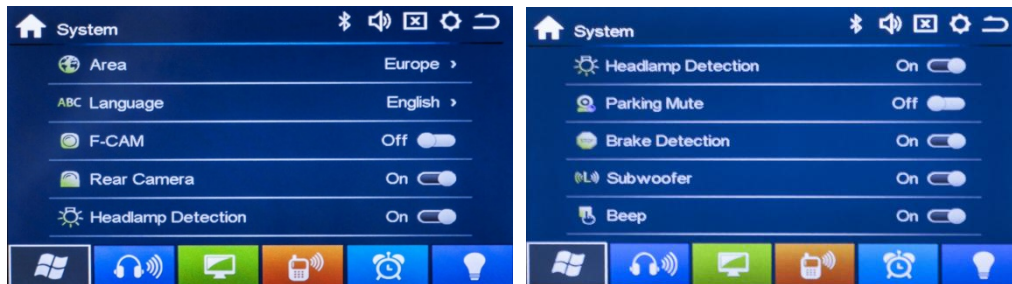 System
Area Europe ›
ABC Language English ›
F-CAM Off
Rear Camera On
Headlamp Detection On
System
Headlamp Detection On
Parking Mute Off
Brake Detection On
L Subwoofer On
Beep On